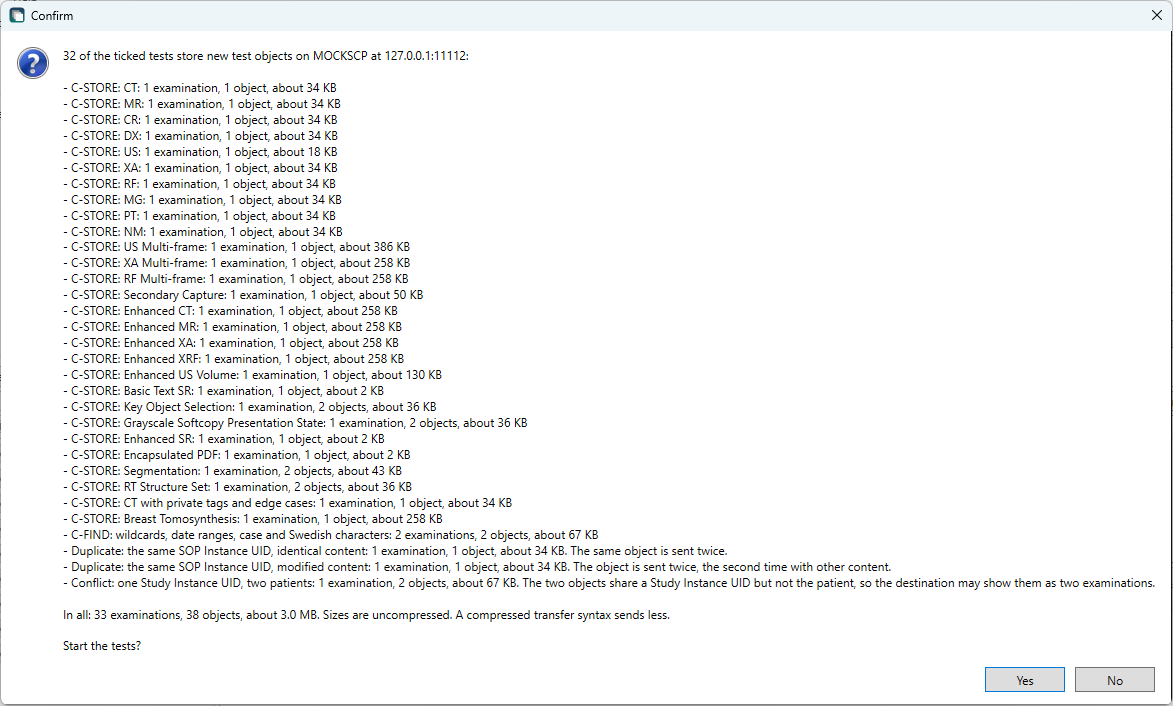 Confirm
32 of the ticked tests store new test objects on MOCKSCP at 127.0.0.1:11112:
- C-STORE: CT: 1 examination, 1 object, about 34 KB
- C-STORE: MR: 1 examination, 1 object, about 34 KB
- C-STORE: CR: 1 examination, 1 object, about 34 KB
- C-STORE: DX: 1 examination, 1 object, about 34 KB
- C-STORE: US: 1 examination, 1 object, about 18 KB
- C-STORE: XA: 1 examination, 1 object, about 34 KB
- C-STORE: RF: 1 examination, 1 object, about 34 KB
- C-STORE: MG: 1 examination, 1 object, about 34 KB
- C-STORE: PT: 1 examination, 1 object, about 34 KB
- C-STORE: NM: 1 examination, 1 object, about 34 KB
- C-STORE: US Multi-frame: 1 examination, 1 object, about 386 KB
- C-STORE: XA Multi-frame: 1 examination, 1 object, about 258 KB
- C-STORE: RF Multi-frame: 1 examination, 1 object, about 258 KB
- C-STORE: Secondary Capture: 1 examination, 1 object, about 50 KB
- C-STORE: Enhanced CT: 1 examination, 1 object, about 258 KB
- C-STORE: Enhanced MR: 1 examination, 1 object, about 258 KB
- C-STORE: Enhanced XA: 1 examination, 1 object, about 258 KB
- C-STORE: Enhanced XRF: 1 examination, 1 object, about 258 KB
- C-STORE: Enhanced US Volume: 1 examination, 1 object, about 130 KB
- C-STORE: Basic Text SR: 1 examination, 1 object, about 2 KB
- C-STORE: Key Object Selection: 1 examination, 2 objects, about 36 KB
- C-STORE: Grayscale Softcopy Presentation State: 1 examination, 2 objects, about 36 KB
- C-STORE: Enhanced SR: 1 examination, 1 object, about 2 KB
- C-STORE: Encapsulated PDF: 1 examination, 1 object, about 2 KB
- C-STORE: Segmentation: 1 examination, 2 objects, about 43 KB
- C-STORE: RT Structure Set: 1 examination, 2 objects, about 36 KB
- C-STORE: CT with private tags and edge cases: 1 examination, 1 object, about 34 KB
- C-STORE: Breast Tomosynthesis: 1 examination, 1 object, about 258 KB
- C-FIND: wildcards, date ranges, case and Swedish characters: 2 examinations, 2 objects, about 67 KB
- Duplicate: the same SOP Instance UID, identical content: 1 examination, 1 object, about 34 KB. The same object is sent twice.
- Duplicate: the same SOP Instance UID, modified content: 1 examination, 1 object, about 34 KB. The object is sent twice, the second time with other content.
- Conflict: one Study Instance UID, two patients: 1 examination, 2 objects, about 67 KB. The two objects share a Study Instance UID but not the patient, so the destination may show them as two examinations.
In all: 33 examinations, 38 objects, about 3.0 MB. Sizes are uncompressed. A compressed transfer syntax sends less.
Start the tests?
Yes
No